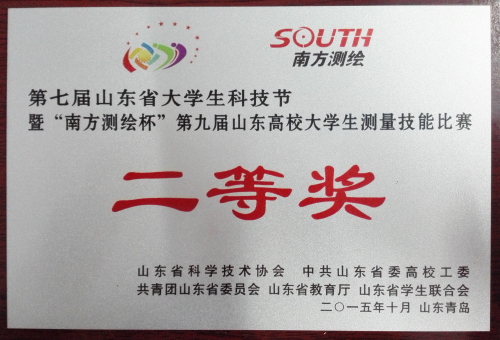 SOUTH
南方测绘
第七届山东省大学生科技节
暨“南方测绘杯”第九届山东高校大学生测量技能比赛
二等奖
山东省科学技术协会 中共山东省委高校工委
共青团山东省委员会 山东省教育厅 山东省学生联合会
二〇一五年十月 山东青岛